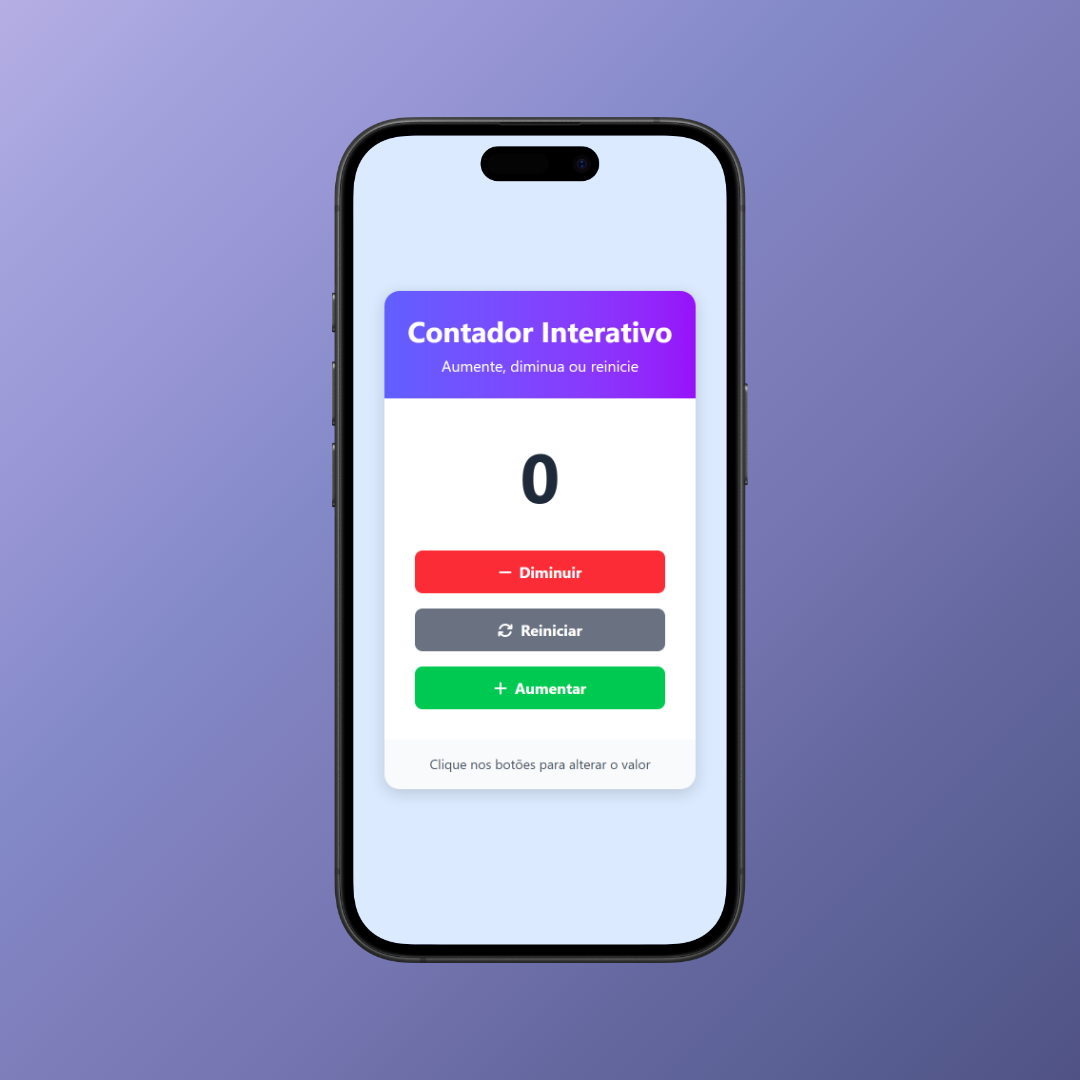 Contador Interativo
Aumente, diminua ou reinicie
0
Diminuir
Reiniciar
Aumentar
Clique nos botões para alterar o valor